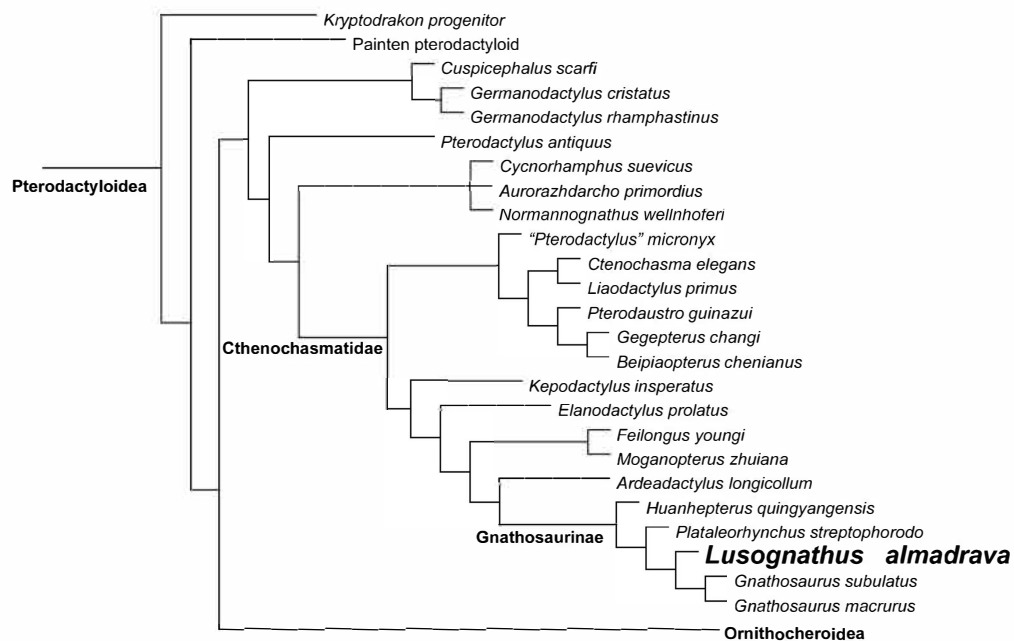 Kryptodrakon progenitor
Painten pterodactyloid
Cuspicephalus scarfi
Germanodactylus cristatus
Germanodactylus rhamphastinus
Pterodactylus antiquus
Cycnorhamphus suevicus
Pterodactyloidea
Aurorazhdarcho primordius
Normannognathus wellnhoferi
“Pterodactylus” micronyx
Ctenochasma elegans
Liaodactylus primus
Pterodaustro guinazui
Gegepterus changi
Cthenochasmatidae
Beipiaopterus chenianus
Kepodactylus insperatus
Elanodactylus prolatus
Feilongus youngi
Moganopterus zhuiana
Ardeadactylus longicollum
Huanhepterus quingyangensis
Plataleorhynchus streptophorodo
Gnathosaurinae
Lusognathus almadrava
Gnathosaurus subulatus
Gnathosaurus macrurus
Ornithocheroidea